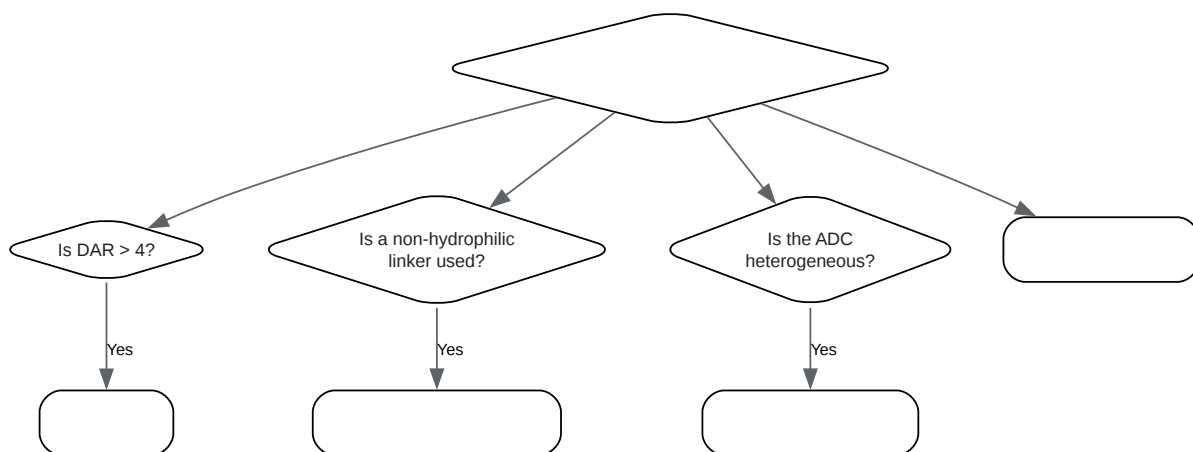 Is DAR > 4?
Is a non-hydrophilic
linker used?
Is the ADC
heterogeneous?
Yes
Yes
Yes